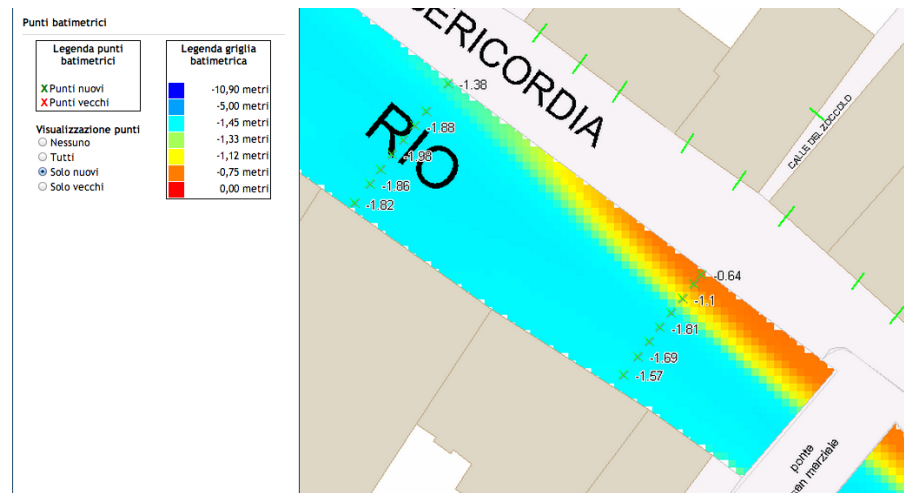 Punti batimetrici
Legenda punti
batimetrici
X Punti nuovi
X Punti vecchi
Visualizzazione punti
Nessuno
Tutti
Solo nuovi
Solo vecchi
Legenda griglia
batimetrica
-10,90 metri
-5,00 metri
-1,45 metri
-1,33 metri
-1,12 metri
-0,75 metri
0,00 metri
ERICORDIA
RIO
CALLE DEL ZOCCOLO
-1.38
-1.88
-1.98
-1.86
-1.82
-0.64
-1.1
-1.81
-1.69
-1.57
ponte
san marziale